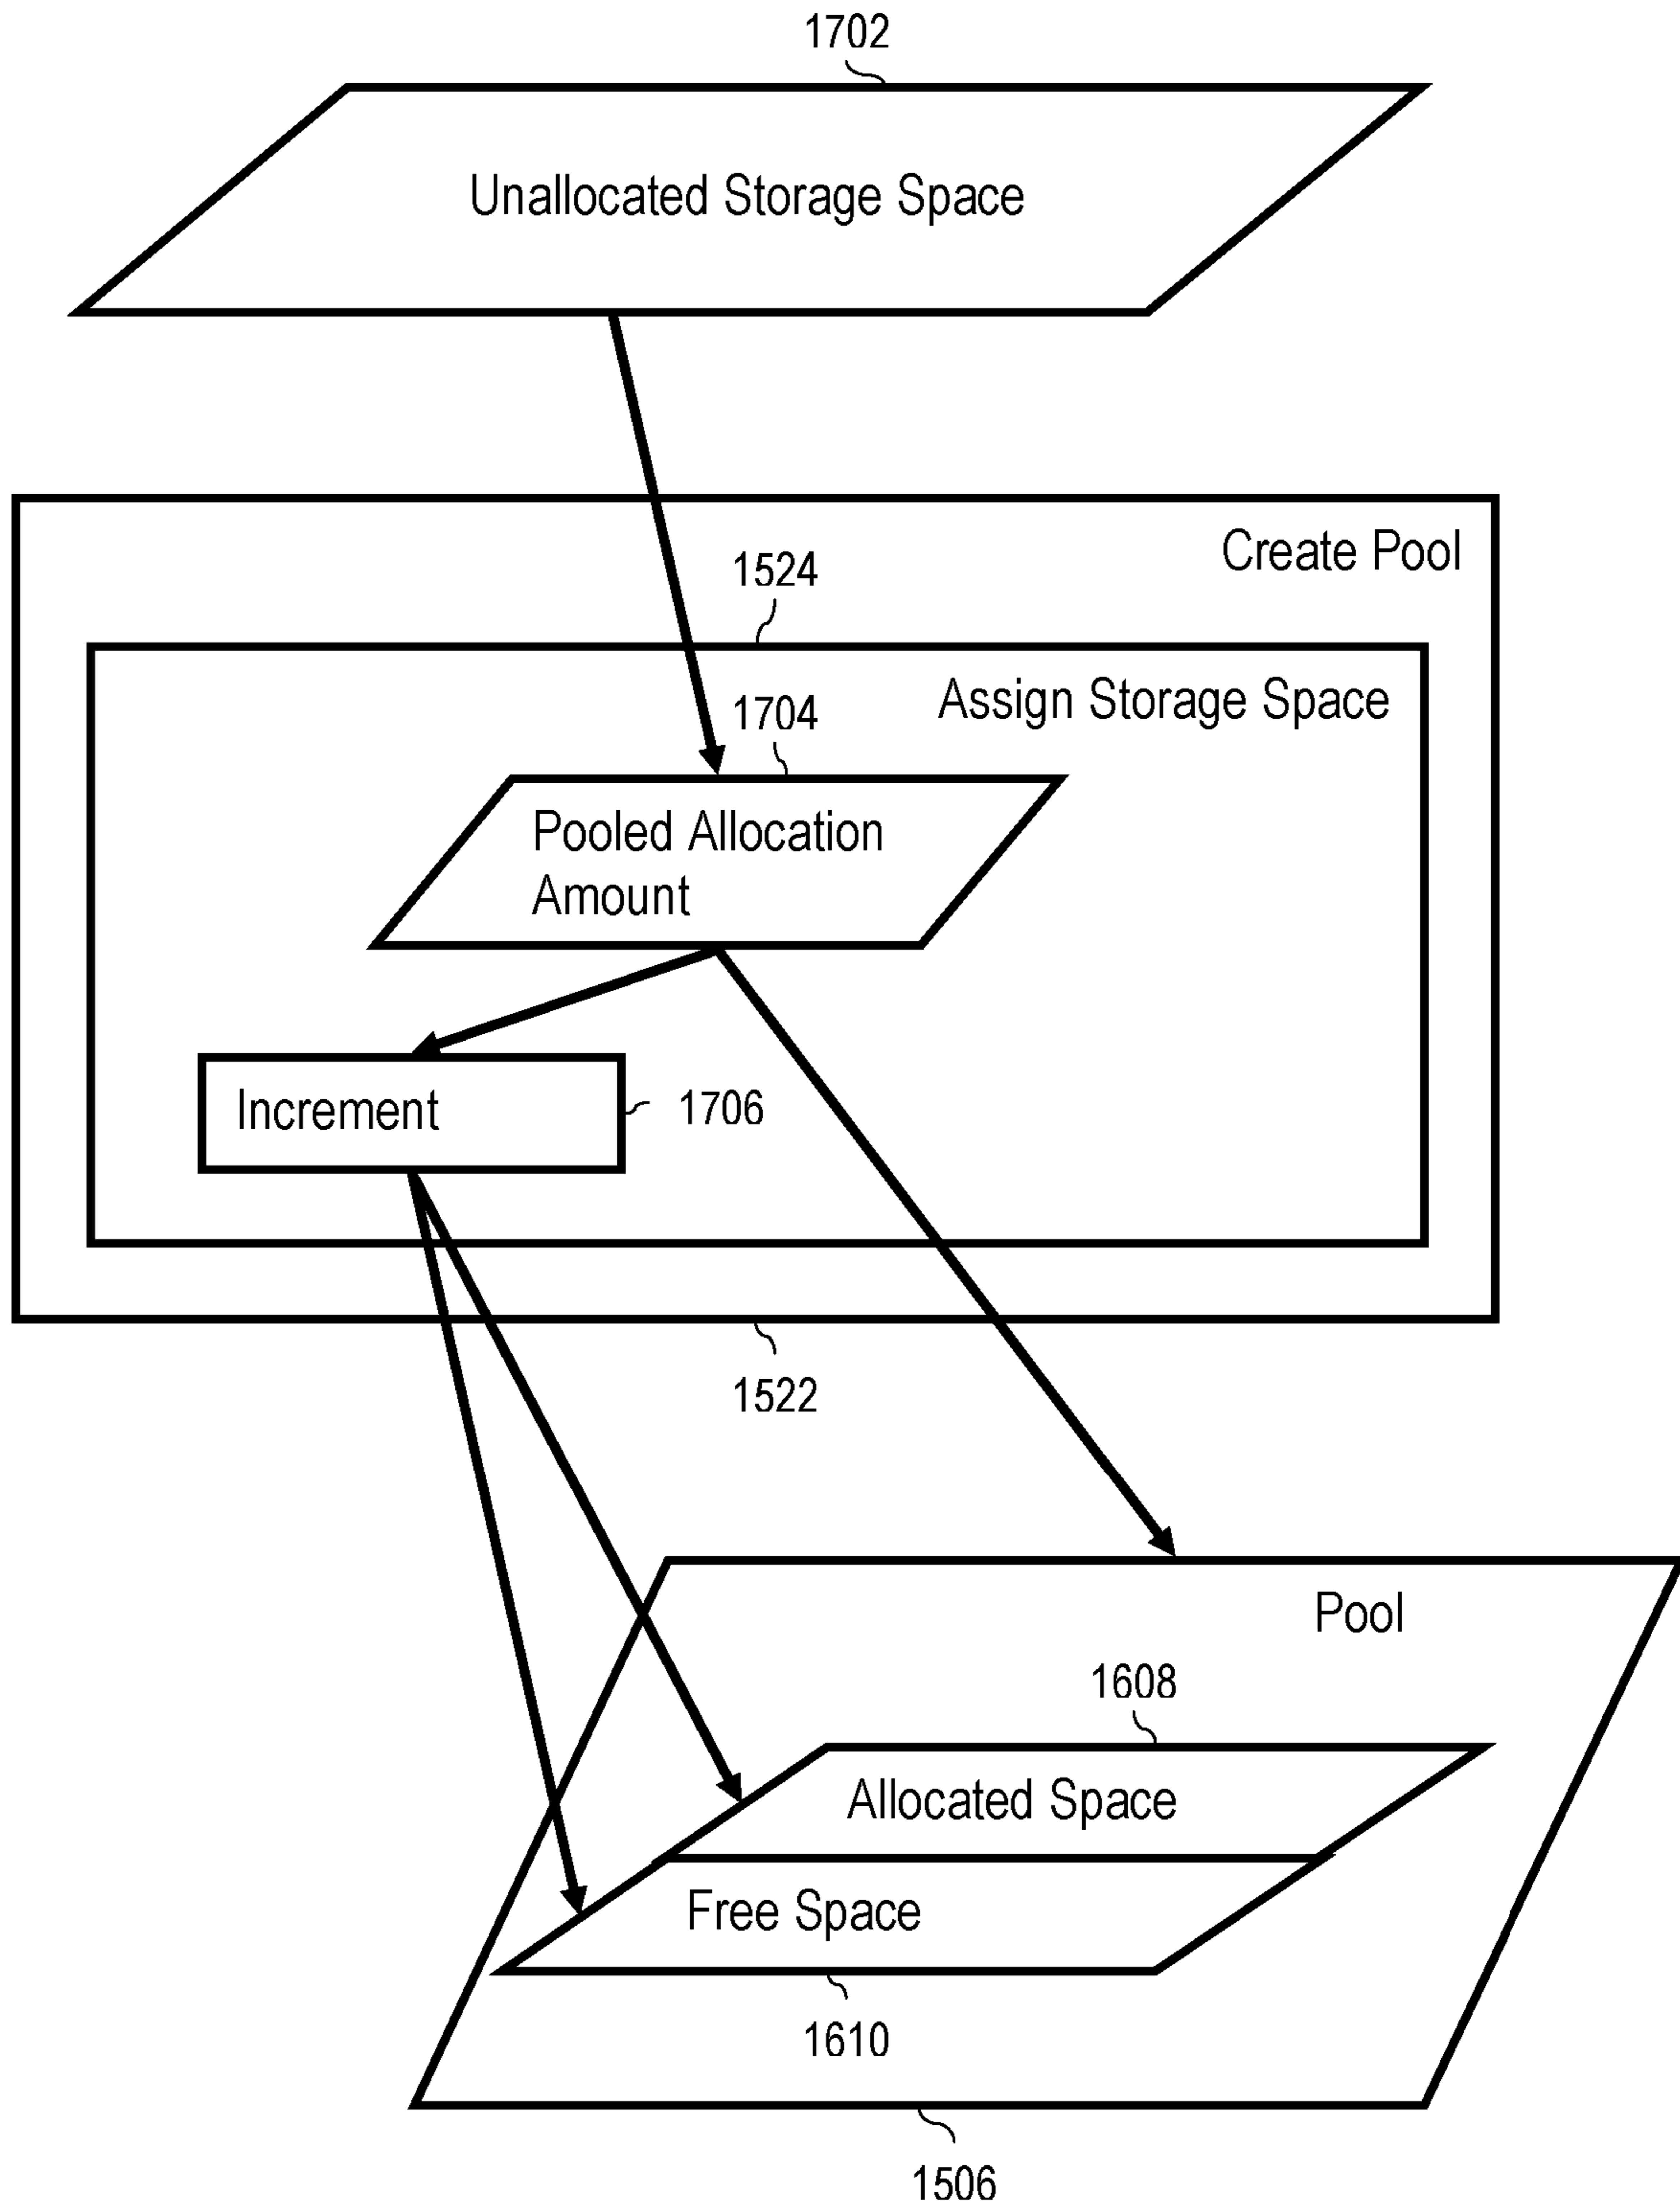 1702
Unallocated Storage Space
Create Pool
1524
Assign Storage Space
1704
Pooled Allocation
Amount
Increment
1706
1522
Pool
1608
Allocated Space
Free Space
1610
1506